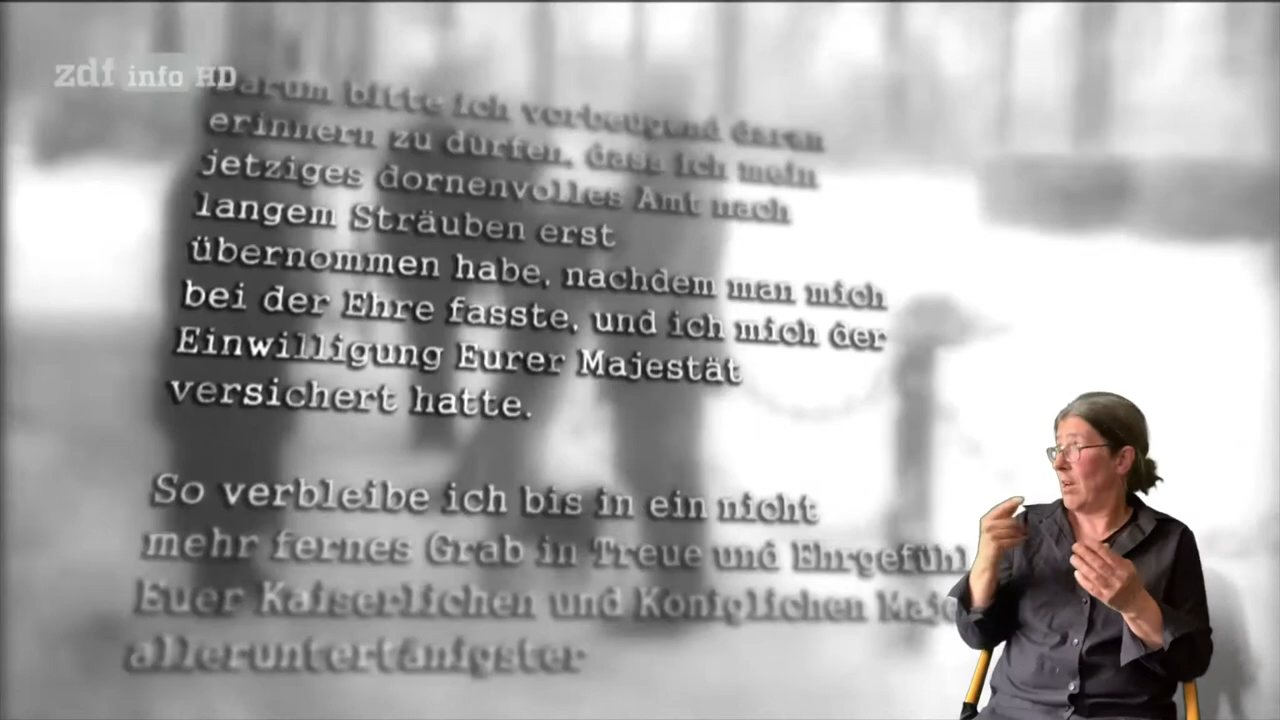 zdf info HD
Darum bitte ich vorbeugend daran
erinnern zu dürfen, dass ich mein
jetziges dornenvolles Amt nach
langem Sträuben erst
übernommen habe, nachdem man mich
bei der Ehre fasste, und ich mich der
Einwilligung Eurer Majestät
versichert hatte.
So verbleibe ich bis in ein nicht
mehr fernes Grab in Treue und Ehrgefühl
Euer Kaiserlichen und Königlichen Maje
alleruntertänigster